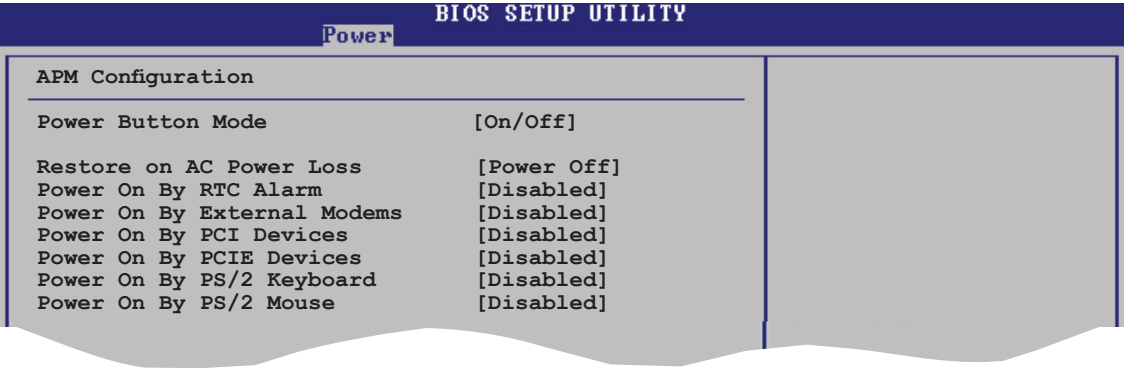 BIOS SETUP UTILITY
Power
APM Configuration
Power Button Mode [On/Off]
Restore on AC Power Loss [Power Off]
Power On By RTC Alarm [Disabled]
Power On By External Modems [Disabled]
Power On By PCI Devices [Disabled]
Power On By PCIE Devices [Disabled]
Power On By PS/2 Keyboard [Disabled]
Power On By PS/2 Mouse [Disabled]